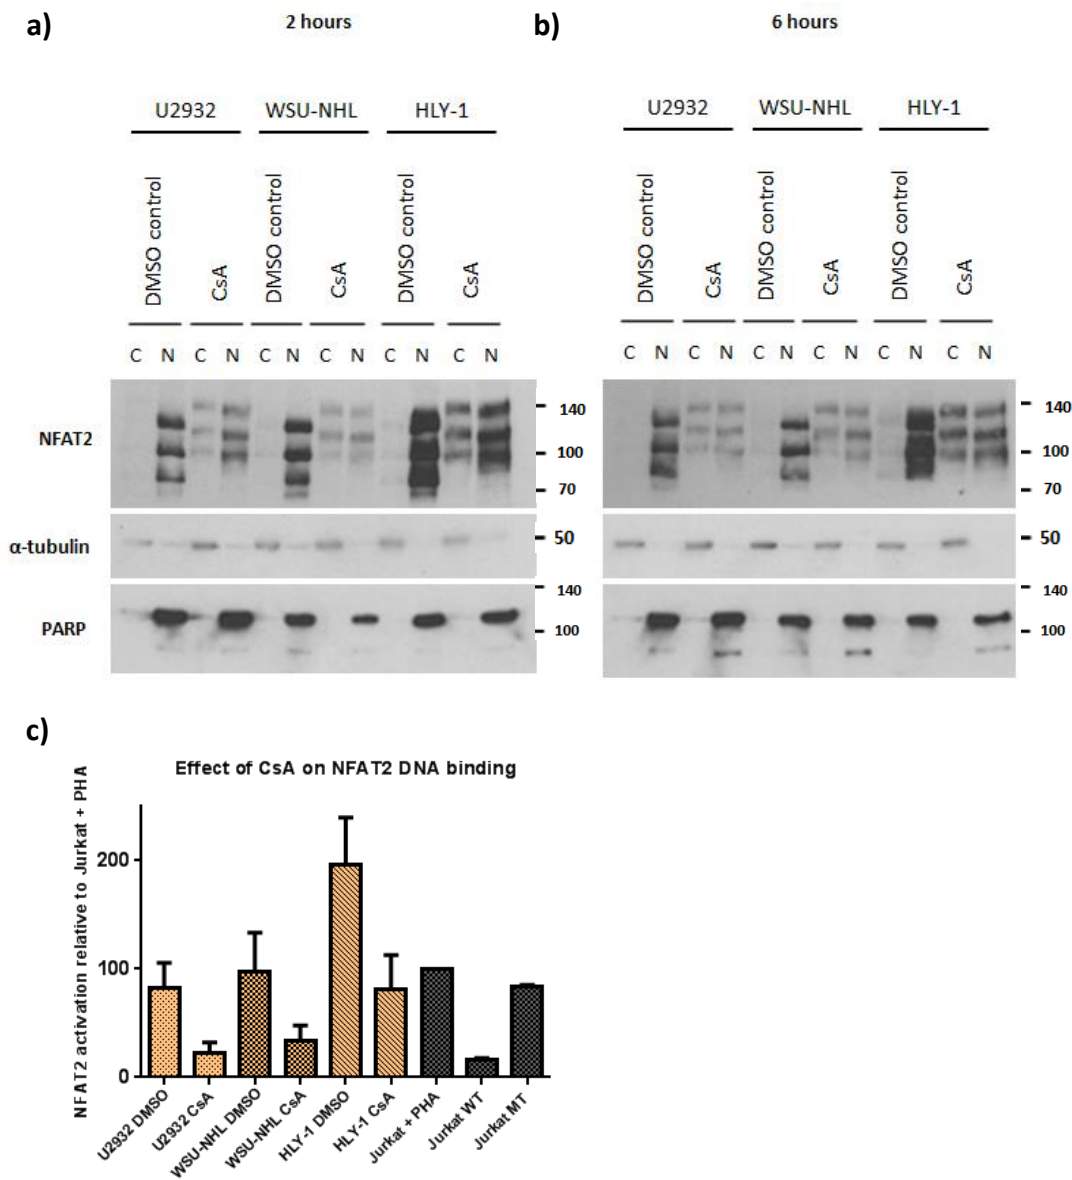 a)
2 hours
b)
6 hours
U2932 WSU-NHL HLY-1
U2932 WSU-NHL HLY-1
DMSO control CsA DMSO control CsA DMSO control CsA
DMSO control CsA DMSO control CsA DMSO control CsA
C N C N C N C N C N C N
C N C N C N C N C N C N
NFAT2
140
100
70
140
100
70
α-tubulin
50
50
PARP
140
100
140
100
c)
Effect of CsA on NFAT2 DNA binding
NFAT2 activation relative to Jurkat + PHA
200
100
0
U2932 DMSO
U2932 CsA
WSU-NHL DMSO
WSU-NHL CsA
HLY-1 DMSO
HLY-1 CsA
Jurkat + PHA
Jurkat WT
Jurkat MT